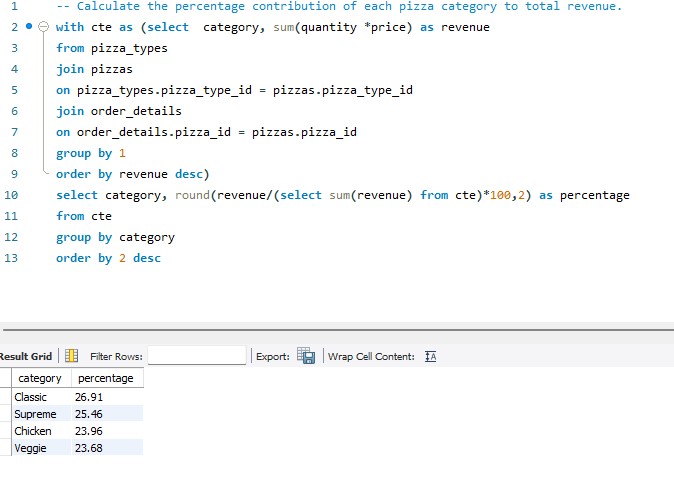 1 -- Calculate the percentage contribution of each pizza category to total revenue.
2 with cte as (select  category, sum(quantity *price) as revenue
3 from pizza_types
4 join pizzas
5 on pizza_types.pizza_type_id = pizzas.pizza_type_id
6 join order_details
7 on order_details.pizza_id = pizzas.pizza_id
8 group by 1
9 order by revenue desc)
10 select category, round(revenue/(select sum(revenue) from cte)*100,2) as percentage
11 from cte
12 group by category
13 order by 2 desc
Result Grid Filter Rows: Export: Wrap Cell Content: IA
category percentage
Classic 26.91
Supreme 25.46
Chicken 23.96
Veggie 23.68